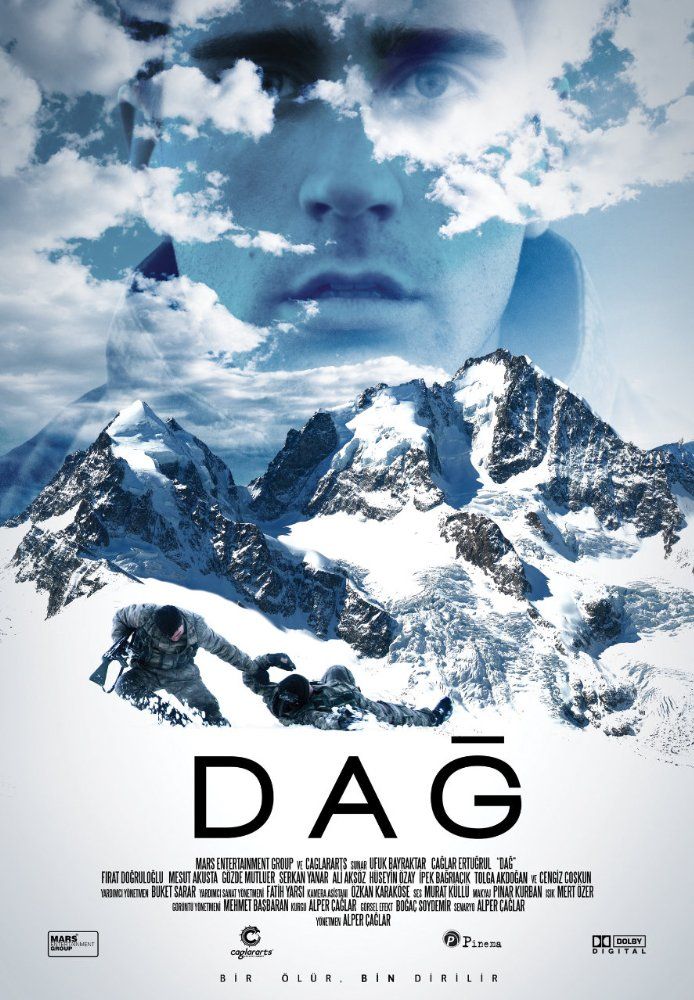 DAĞ
MARS ENTERTAINMENT GROUP VE CAGLARARTS SUNAR UFUK BAYRAKTAR ÇAĞLAR ERTUĞRUL "DAĞ"
FIRAT DOĞRULOĞLU MESUT AKUSTA GÖZDE MUTLUER SERKAN YANAR ALİ AKSÖZ HÜSEYİN ÖZAY İPEK BAĞRIAÇIK TOLGA AKDOĞAN VE CENGİZ COŞKUN
YARDIMCI YÖNETMEN BUKET SARAR YARDIMCI SANAT YÖNETMENİ FATİH YARSI KAMERA ASİSTANI ÖZKAN KARAKÖSE SES MURAT KÜLLÜ MAKYAJ PINAR KURBAN IŞIK MERT ÖZER
GÖRÜNTÜ YÖNETMENİ MEHMET BAŞBARAN KURGU ALPER ÇAĞLAR GÖRSEL EFEKT BOĞAÇ SOYDEMİR SENARYO ALPER ÇAĞLAR
YÖNETMEN ALPER ÇAĞLAR
MARS ENTERTAINMENT GROUP
caglararts
Pinema
DOLBY DIGITAL
BİR ÖLÜR, BİN DİRİLİR